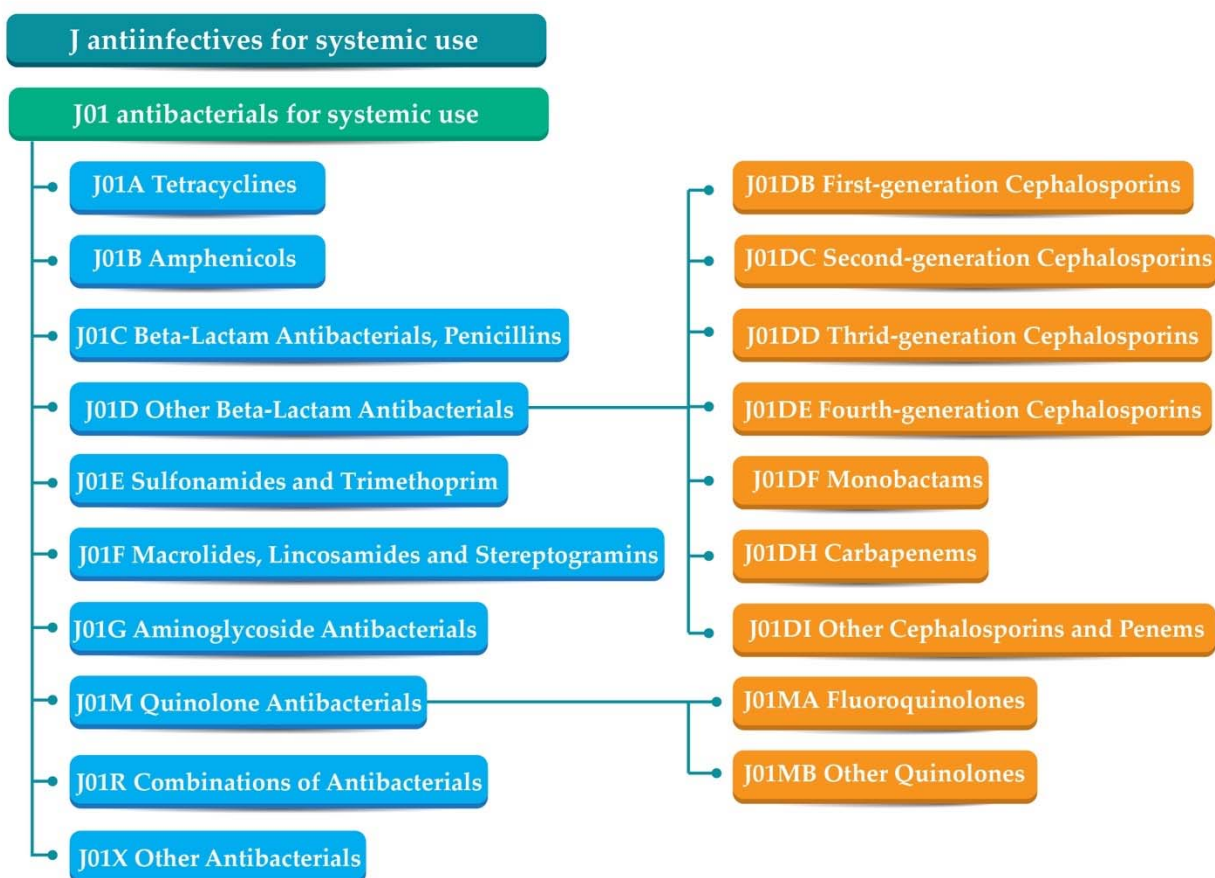 J antiinfectives for systemic use
J01 antibacterials for systemic use
J01A Tetracyclines
J01B Amphenicols
J01C Beta-Lactam Antibacterials, Penicillins
J01D Other Beta-Lactam Antibacterials
J01E Sulfonamides and Trimethoprim
J01F Macrolides, Lincosamides and Stereptogramins
J01G Aminoglycoside Antibacterials
J01M Quinolone Antibacterials
J01R Combinations of Antibacterials
J01X Other Antibacterials
J01DB First-generation Cephalosporins
J01DC Second-generation Cephalosporins
J01DD Thrid-generation Cephalosporins
J01DE Fourth-generation Cephalosporins
J01DF Monobactams
J01DH Carbapenems
J01DI Other Cephalosporins and Penems
J01MA Fluoroquinolones
J01MB Other Quinolones